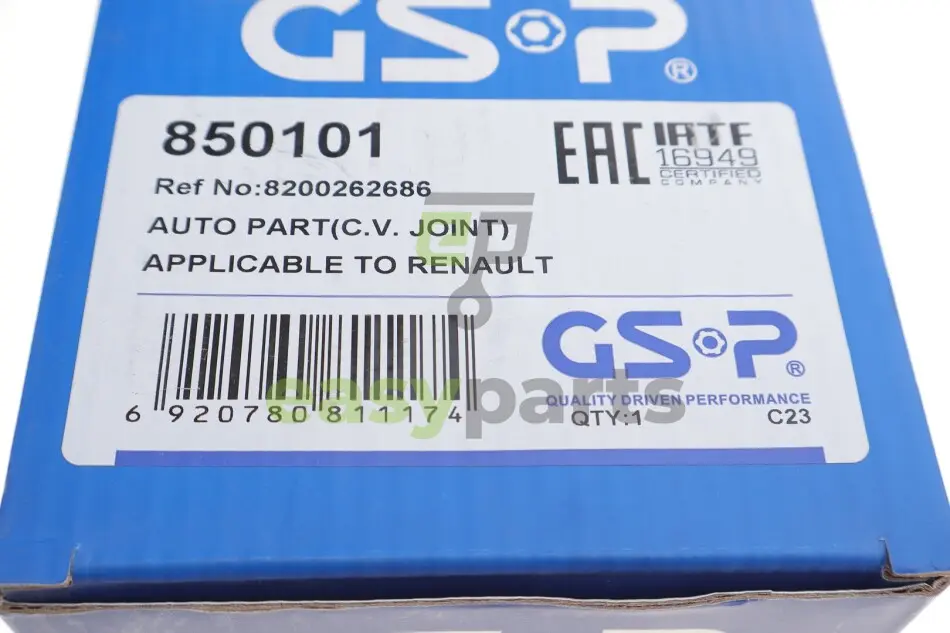 GSP®
850101
EAC
IATF
16949
CERTIFIED
COMPANY
Ref No:8200262686
AUTO PART(C.V. JOINT)
APPLICABLE TO RENAULT
GSP®
QUALITY DRIVEN PERFORMANCE
6 920780 811174
QTY:1
C23
ep
easyparts